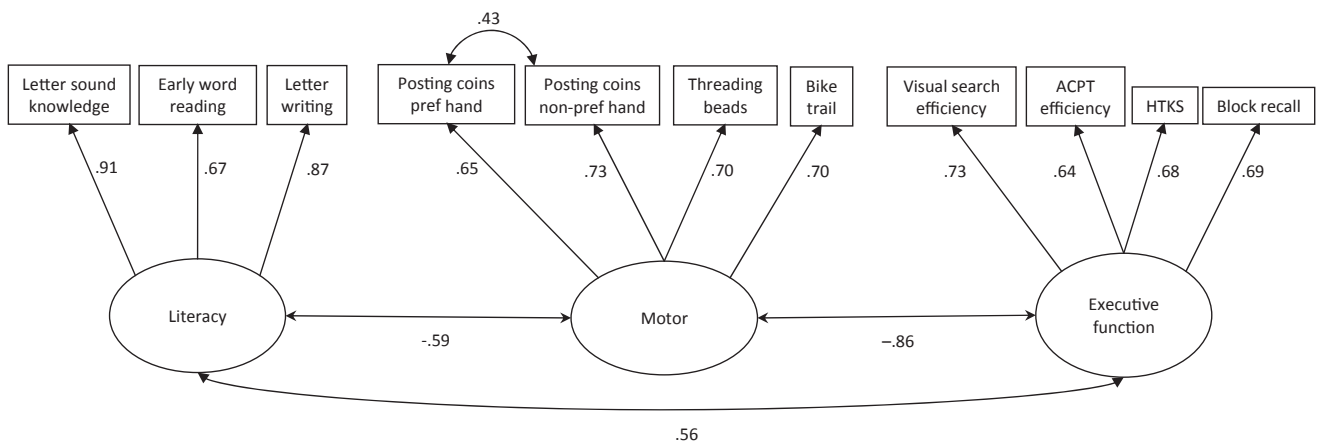 .43
Letter sound
knowledge
Early word
reading
Letter
writing
Posting coins
pref hand
Posting coins
non-pref hand
Threading
beads
Bike
trail
Visual search
efficiency
ACPT
efficiency
HTKS
Block recall
.91
.67
.87
.65
.73
.70
.70
.73
.64
.68
.69
Literacy
Motor
Executive
function
-.59
–.86
.56